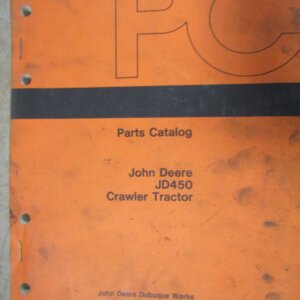 PC
Parts Catalog
John Deere
JD450
Crawler Tractor
John Deere Dubuque Works